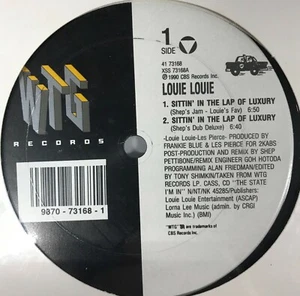 WTG
RECORDS
9870 - 73168 - 1
1
SIDE
41 73168
XSS 73168A
℗1990 CBS Records Inc.
LOUIE LOUIE
1. SITTIN' IN THE LAP OF LUXURY
(Shep's Jam - Louie's Fav) 6:50
2. SITTIN' IN THE LAP OF LUXURY
(Shep's Dub Deluxe) 6:40
-Louie Louie-Les Pierce- PRODUCED BY
FRANKIE BLUE & LES PIERCE FOR 2KABS
POST-PRODUCTION AND REMIX BY SHEP
PETTIBONE/REMIX ENGINEER GOH HOTODA
PROGRAMMING ALAN FRIEDMAN/EDITED
BY TONY SHIMKIN/TAKEN FROM WTG
RECORDS LP, CASS, CD "THE STATE
I'M IN" N/NT/NK 45285/Publishers:
Louie Louie Entertainment (ASCAP)
Lorna Lee Music (admin. by CRGI
Music Inc.) (BMI)
"WTG" are trademarks of
CBS Records Inc.